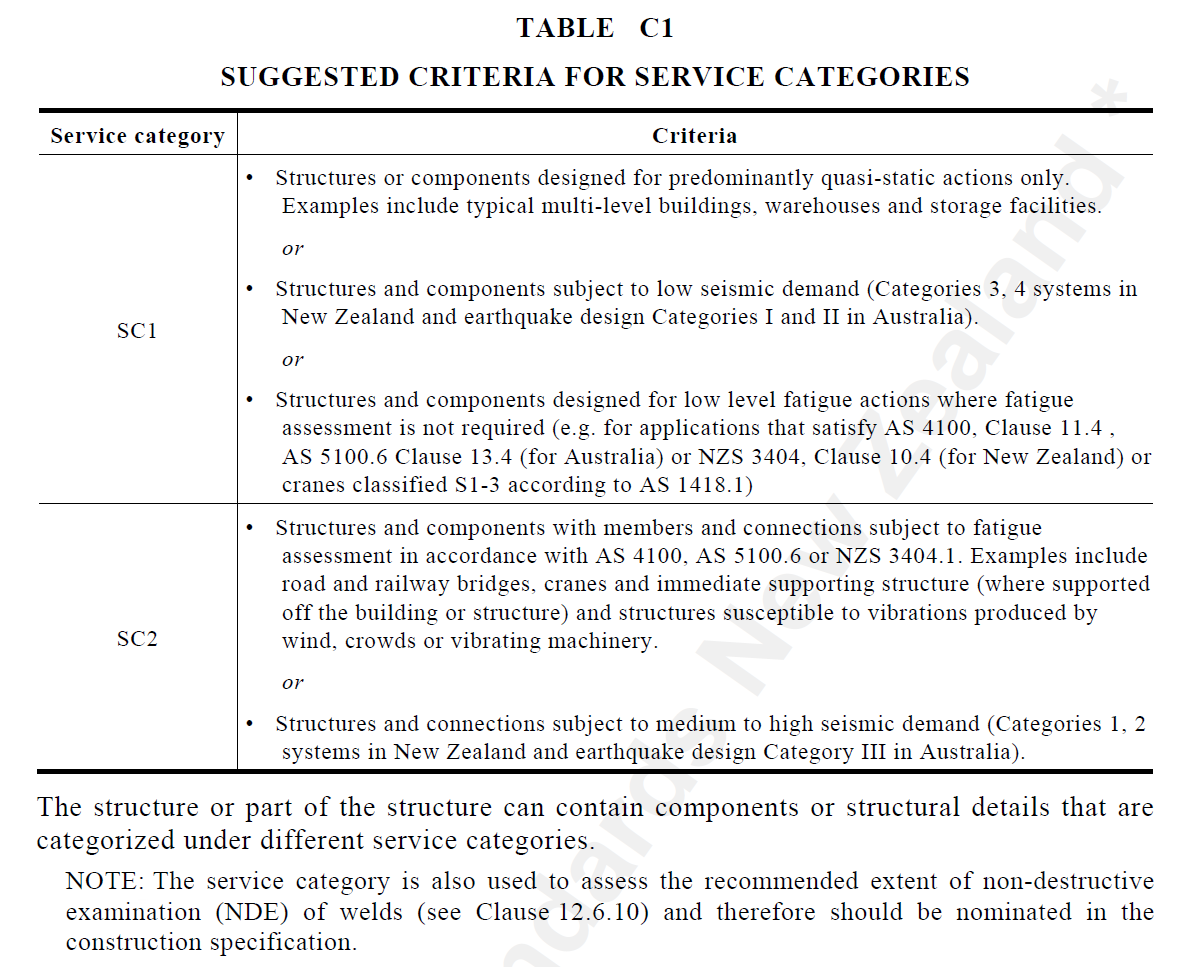 TABLE C1
SUGGESTED CRITERIA FOR SERVICE CATEGORIES
Service category Criteria
SC1
• Structures or components designed for predominantly quasi-static actions only.
Examples include typical multi-level buildings, warehouses and storage facilities.
or
• Structures and components subject to low seismic demand (Categories 3, 4 systems in
New Zealand and earthquake design Categories I and II in Australia).
or
• Structures and components designed for low level fatigue actions where fatigue
assessment is not required (e.g. for applications that satisfy AS 4100, Clause 11.4 ,
AS 5100.6 Clause 13.4 (for Australia) or NZS 3404, Clause 10.4 (for New Zealand) or
cranes classified S1-3 according to AS 1418.1)
SC2
• Structures and components with members and connections subject to fatigue
assessment in accordance with AS 4100, AS 5100.6 or NZS 3404.1. Examples include
road and railway bridges, cranes and immediate supporting structure (where supported
off the building or structure) and structures susceptible to vibrations produced by
wind, crowds or vibrating machinery.
or
• Structures and connections subject to medium to high seismic demand (Categories 1, 2
systems in New Zealand and earthquake design Category III in Australia).
The structure or part of the structure can contain components or structural details that are
categorized under different service categories.
NOTE: The service category is also used to assess the recommended extent of non-destructive
examination (NDE) of welds (see Clause 12.6.10) and therefore should be nominated in the
construction specification.
ndards New Zealand *